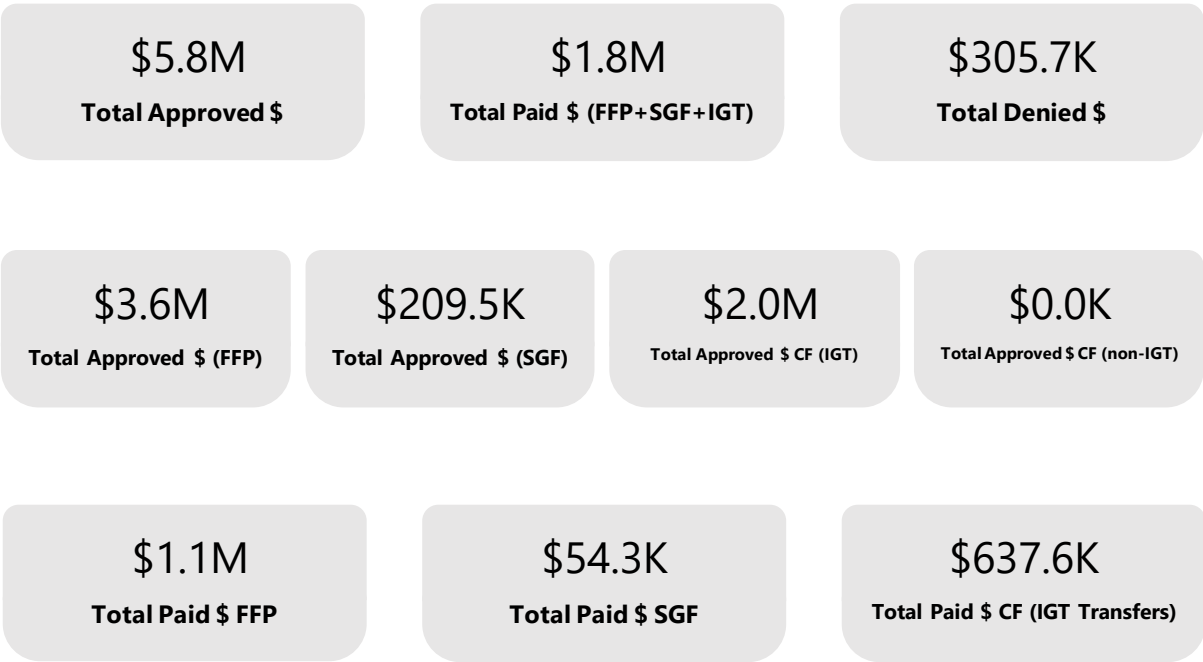 $5.8M
Total Approved $
$1.8M
Total Paid $ (FFP+SGF+IGT)
$305.7K
Total Denied $
$3.6M
Total Approved $ (FFP)
$209.5K
Total Approved $ (SGF)
$2.0M
Total Approved $ CF (IGT)
$0.0K
Total Approved $ CF (non-IGT)
$1.1M
Total Paid $ FFP
$54.3K
Total Paid $ SGF
$637.6K
Total Paid $ CF (IGT Transfers)